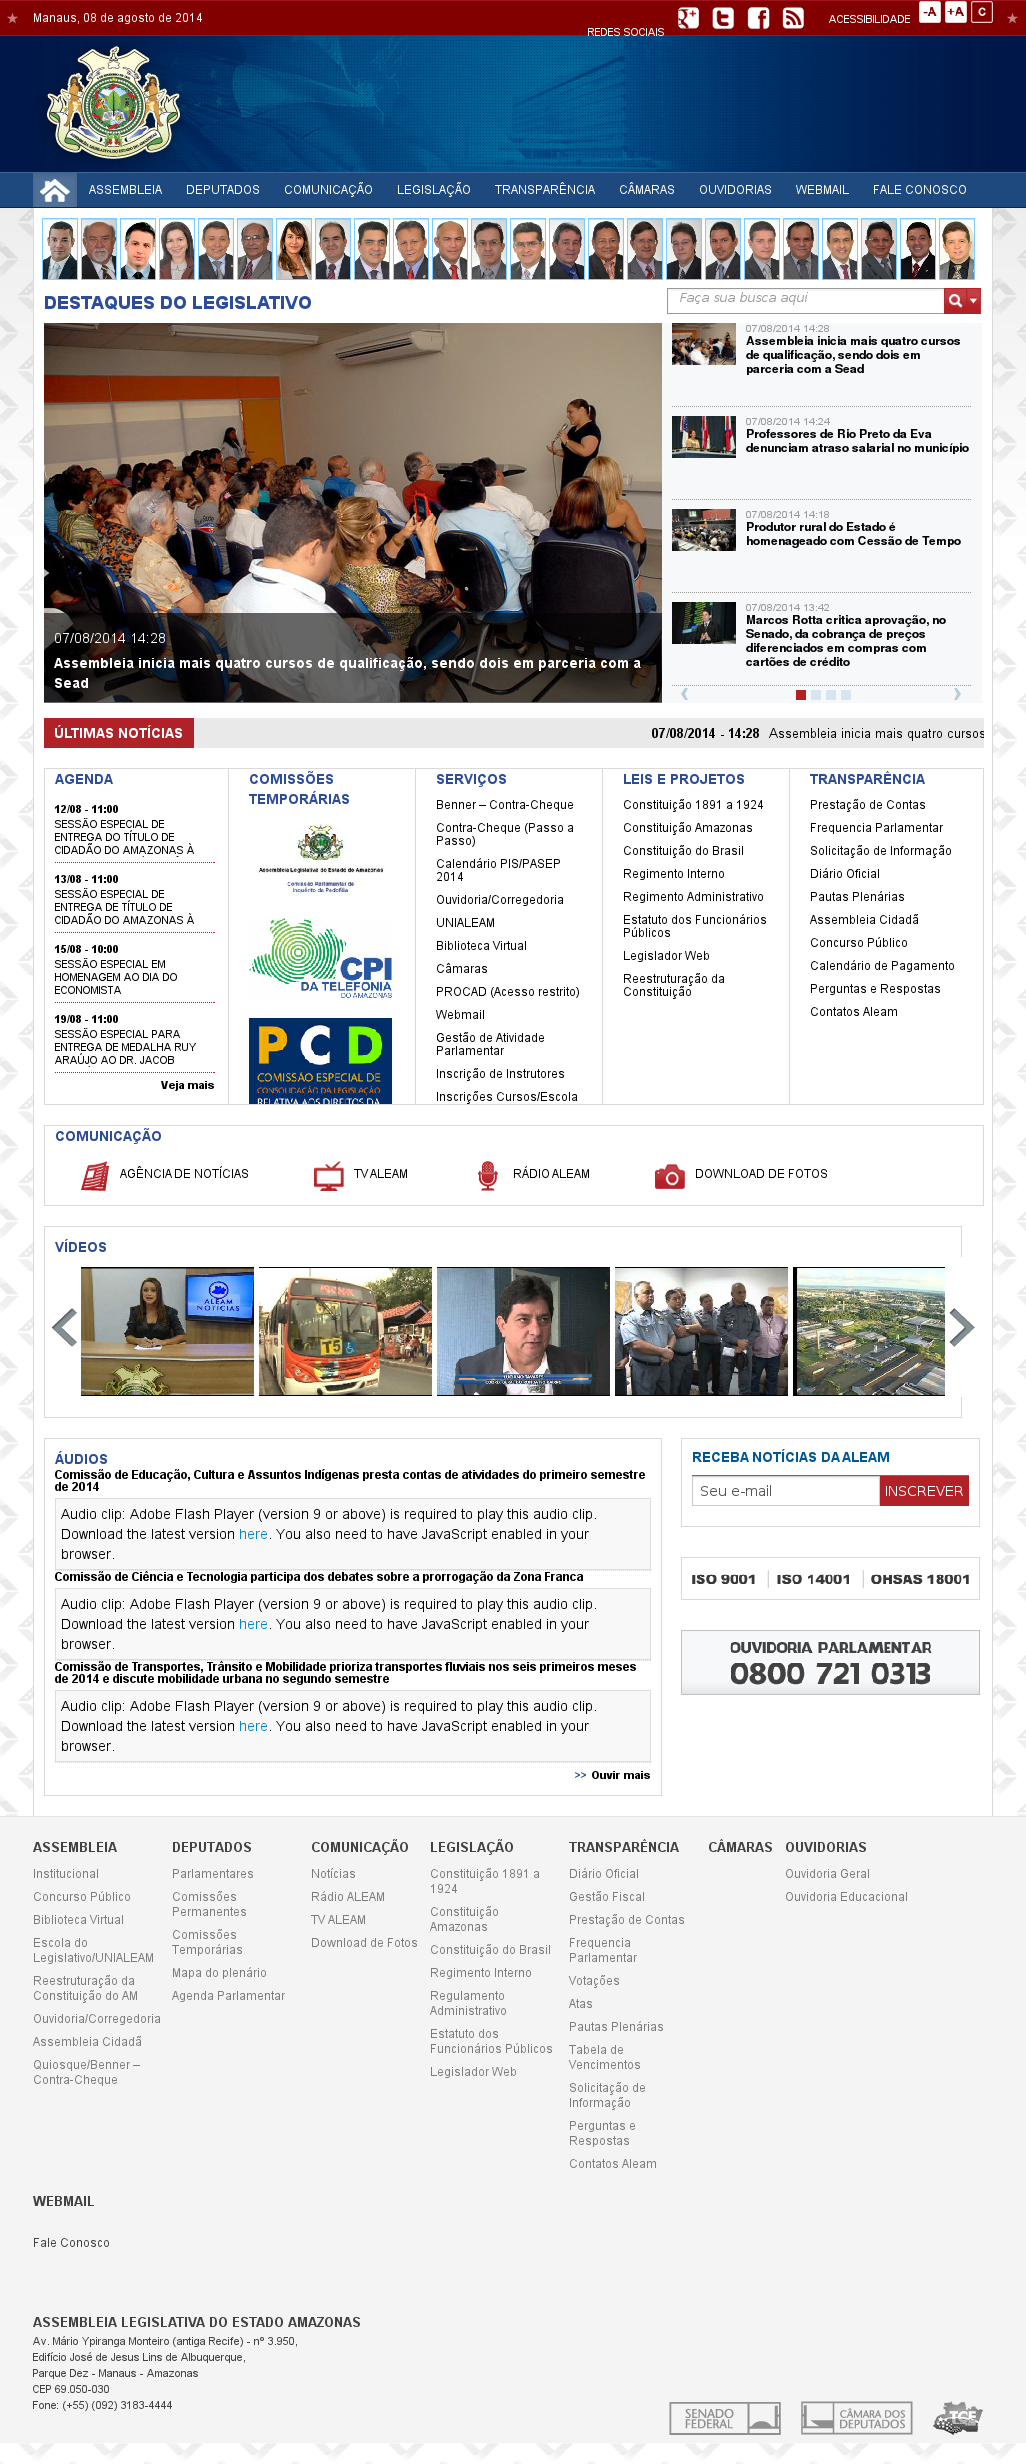 Manaus, 08 de agosto de 2014
REDES SOCIAIS
ACESSIBILIDADE
-A +A C
ASSEMBLEIA DEPUTADOS COMUNICAÇÃO LEGISLAÇÃO TRANSPARÊNCIA CÂMARAS OUVIDORIAS WEBMAIL FALE CONOSCO
DESTAQUES DO LEGISLATIVO
Faça sua busca aqui
07/08/2014 14:28
Assembleia inicia mais quatro cursos de qualificação, sendo dois em parceria com a
Sead
07/08/2014 14:28
Assembleia inicia mais quatro cursos
de qualificação, sendo dois em
parceria com a Sead
07/08/2014 14:24
Professores de Rio Preto da Eva
denunciam atraso salarial no município
07/08/2014 14:18
Produtor rural do Estado é
homenageado com Cessão de Tempo
07/08/2014 13:42
Marcos Rotta critica aprovação, no
Senado, da cobrança de preços
diferenciados em compras com
cartões de crédito
ÚLTIMAS NOTÍCIAS
07/08/2014 - 14:28 Assembleia inicia mais quatro cursos
AGENDA
12/08 - 11:00
SESSÃO ESPECIAL DE
ENTREGA DO TÍTULO DE
CIDADÃO DO AMAZONAS À
13/08 - 11:00
SESSÃO ESPECIAL DE
ENTREGA DE TÍTULO DE
CIDADÃO DO AMAZONAS À
15/08 - 10:00
SESSÃO ESPECIAL EM
HOMENAGEM AO DIA DO
ECONOMISTA
19/08 - 11:00
SESSÃO ESPECIAL PARA
ENTREGA DE MEDALHA RUY
ARAÚJO AO DR. JACOB
Veja mais
COMISSÕES
TEMPORÁRIAS
Assembleia Legislativa do Estado do Amazonas
Comissão Parlamentar de
Inquérito da Pedofilia
CPI
DA TELEFONIA
DO AMAZONAS
PCD
COMISSÃO ESPECIAL DE
CONSOLIDAÇÃO DA LEGISLAÇÃO
RELATIVA AOS DIREITOS DA
SERVIÇOS
Benner – Contra-Cheque
Contra-Cheque (Passo a
Passo)
Calendário PIS/PASEP
2014
Ouvidoria/Corregedoria
UNIALEAM
Biblioteca Virtual
Câmaras
PROCAD (Acesso restrito)
Webmail
Gestão de Atividade
Parlamentar
Inscrição de Instrutores
Inscrições Cursos/Escola
LEIS E PROJETOS
Constituição 1891 a 1924
Constituição Amazonas
Constituição do Brasil
Regimento Interno
Regimento Administrativo
Estatuto dos Funcionários
Públicos
Legislador Web
Reestruturação da
Constituição
TRANSPARÊNCIA
Prestação de Contas
Frequencia Parlamentar
Solicitação de Informação
Diário Oficial
Pautas Plenárias
Assembleia Cidadã
Concurso Público
Calendário de Pagamento
Perguntas e Respostas
Contatos Aleam
COMUNICAÇÃO
AGÊNCIA DE NOTÍCIAS TV ALEAM RÁDIO ALEAM DOWNLOAD DE FOTOS
VÍDEOS
ALEAM
NOTÍCIAS
T5
LUCIANO TAVARES
ÁUDIOS
Comissão de Educação, Cultura e Assuntos Indígenas presta contas de atividades do primeiro semestre
de 2014
Audio clip: Adobe Flash Player (version 9 or above) is required to play this audio clip.
Download the latest version here. You also need to have JavaScript enabled in your
browser.
Comissão de Ciência e Tecnologia participa dos debates sobre a prorrogação da Zona Franca
Audio clip: Adobe Flash Player (version 9 or above) is required to play this audio clip.
Download the latest version here. You also need to have JavaScript enabled in your
browser.
Comissão de Transportes, Trânsito e Mobilidade prioriza transportes fluviais nos seis primeiros meses
de 2014 e discute mobilidade urbana no segundo semestre
Audio clip: Adobe Flash Player (version 9 or above) is required to play this audio clip.
Download the latest version here. You also need to have JavaScript enabled in your
browser.
>> Ouvir mais
RECEBA NOTÍCIAS DA ALEAM
Seu e-mail INSCREVER
ISO 9001 ISO 14001 OHSAS 18001
OUVIDORIA PARLAMENTAR
0800 721 0313
ASSEMBLEIA
Institucional
Concurso Público
Biblioteca Virtual
Escola do
Legislativo/UNIALEAM
Reestruturação da
Constituição do AM
Ouvidoria/Corregedoria
Assembleia Cidadã
Quiosque/Benner –
Contra-Cheque
DEPUTADOS
Parlamentares
Comissões
Permanentes
Comissões
Temporárias
Mapa do plenário
Agenda Parlamentar
COMUNICAÇÃO
Notícias
Rádio ALEAM
TV ALEAM
Download de Fotos
LEGISLAÇÃO
Constituição 1891 a
1924
Constituição
Amazonas
Constituição do Brasil
Regimento Interno
Regulamento
Administrativo
Estatuto dos
Funcionários Públicos
Legislador Web
TRANSPARÊNCIA
Diário Oficial
Gestão Fiscal
Prestação de Contas
Frequencia
Parlamentar
Votações
Atas
Pautas Plenárias
Tabela de
Vencimentos
Solicitação de
Informação
Perguntas e
Respostas
Contatos Aleam
CÂMARAS
OUVIDORIAS
Ouvidoria Geral
Ouvidoria Educacional
WEBMAIL
Fale Conosco
ASSEMBLEIA LEGISLATIVA DO ESTADO AMAZONAS
Av. Mário Ypiranga Monteiro (antiga Recife) - nº 3.950,
Edifício José de Jesus Lins de Albuquerque,
Parque Dez - Manaus - Amazonas
CEP 69.050-030
Fone: (+55) (092) 3183-4444
SENADO
FEDERAL
CÂMARA DOS
DEPUTADOS
TCE